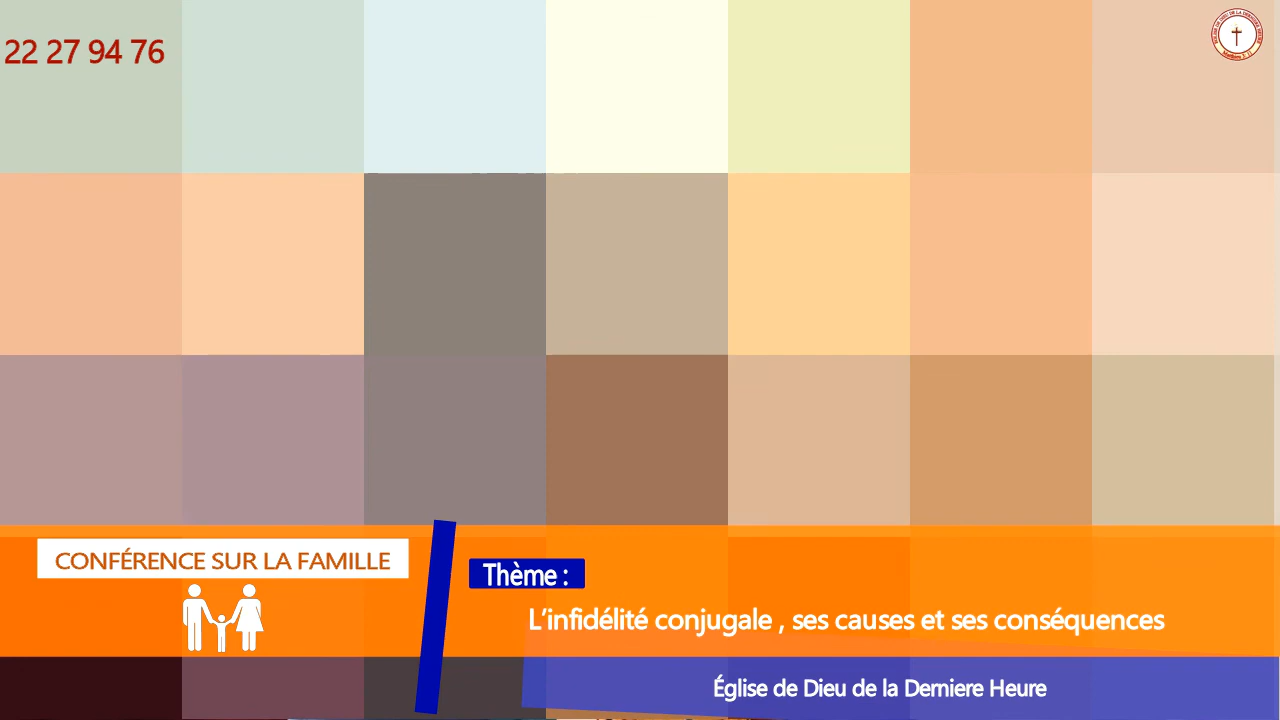 22 27 94 76
CONFÉRENCE SUR LA FAMILLE
Thème :
L'infidélité conjugale , ses causes et ses conséquences
Église de Dieu de la Derniere Heure